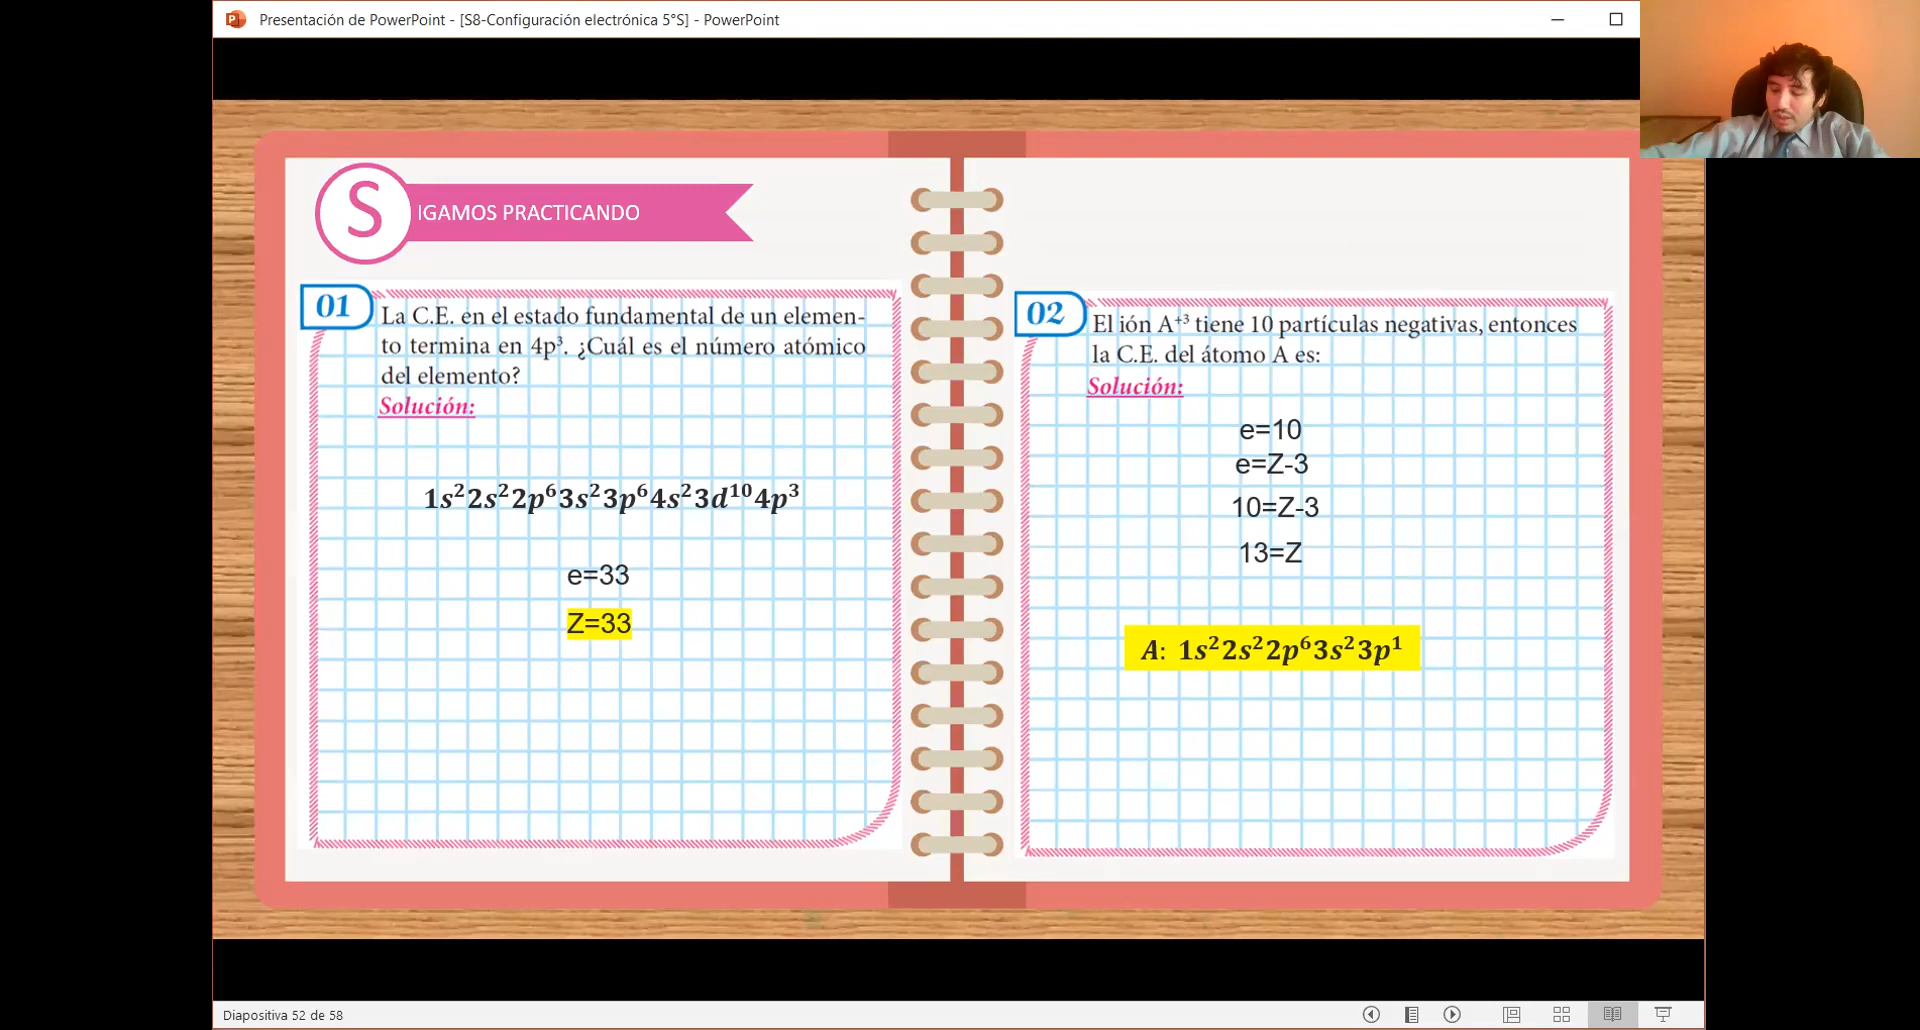 Presentación de PowerPoint - [S8-Configuración electrónica 5°S] - PowerPoint
S IGAMOS PRACTICANDO
01
La C.E. en el estado fundamental de un elemen-
to termina en 4p³. ¿Cuál es el número atómico
del elemento?
Solución:
1s²2s²2p⁶3s²3p⁶4s²3d¹⁰4p³
e=33
Z=33
02
El ión A⁺³ tiene 10 partículas negativas, entonces
la C.E. del átomo A es:
Solución:
e=10
e=Z-3
10=Z-3
13=Z
A: 1s²2s²2p⁶3s²3p¹
Diapositiva 52 de 58